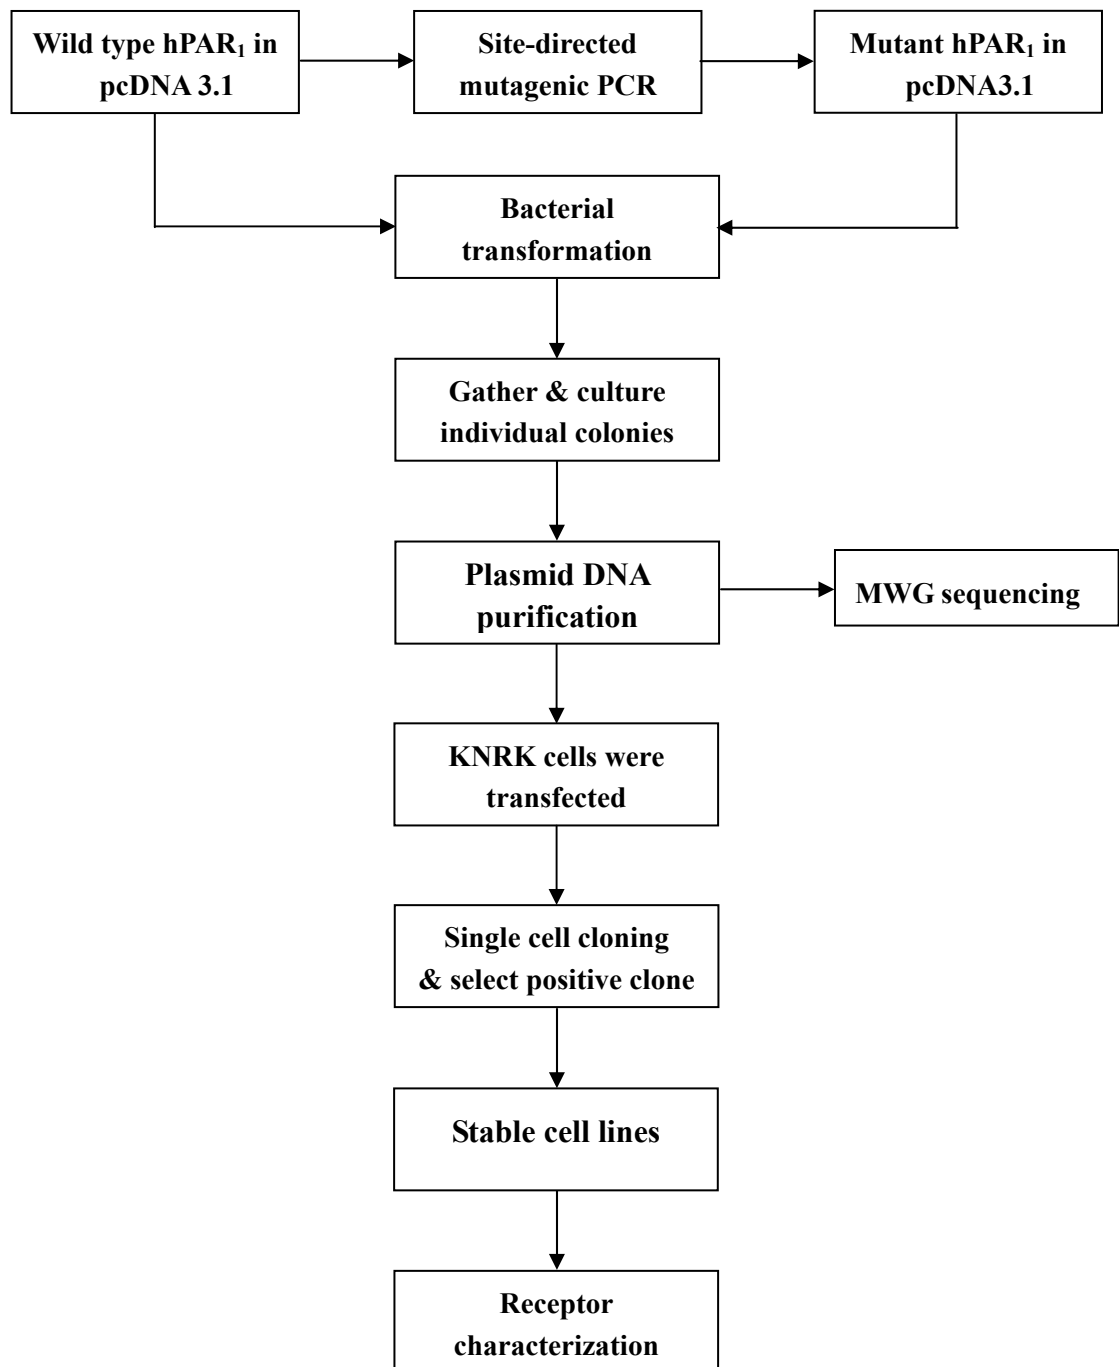 Wild type hPAR₁ in
pcDNA 3.1
Site-directed
mutagenic PCR
Mutant hPAR₁ in
pcDNA3.1
Bacterial
transformation
Gather & culture
individual colonies
Plasmid DNA
purification
MWG sequencing
KNRK cells were
transfected
Single cell cloning
& select positive clone
Stable cell lines
Receptor
characterization